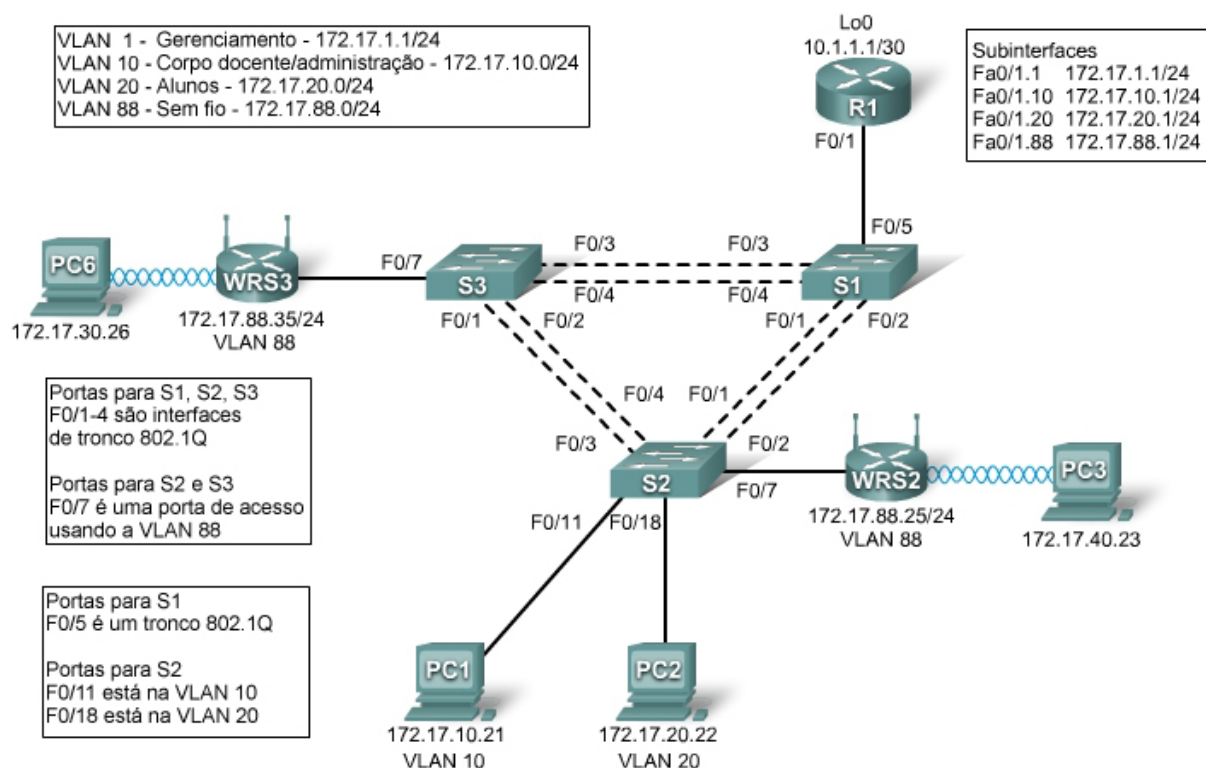 VLAN 1 - Gerenciamento - 172.17.1.1/24
VLAN 10 - Corpo docente/administração - 172.17.10.0/24
VLAN 20 - Alunos - 172.17.20.0/24
VLAN 88 - Sem fio - 172.17.88.0/24
Lo0
10.1.1.1/30
R1
F0/1
Subinterfaces
Fa0/1.1 172.17.1.1/24
Fa0/1.10 172.17.10.1/24
Fa0/1.20 172.17.20.1/24
Fa0/1.88 172.17.88.1/24
F0/5
PC6
172.17.30.26
WRS3
172.17.88.35/24
VLAN 88
F0/7
S3
F0/3
F0/3
F0/4
F0/4
S1
F0/1
F0/2
F0/1
F0/2
Portas para S1, S2, S3
F0/1-4 são interfaces
de tronco 802.1Q
Portas para S2 e S3
F0/7 é uma porta de acesso
usando a VLAN 88
F0/4
F0/1
F0/3
F0/2
S2
F0/7
WRS2
172.17.88.25/24
VLAN 88
PC3
172.17.40.23
F0/11
F0/18
Portas para S1
F0/5 é um tronco 802.1Q
Portas para S2
F0/11 está na VLAN 10
F0/18 está na VLAN 20
PC1
172.17.10.21
VLAN 10
PC2
172.17.20.22
VLAN 20